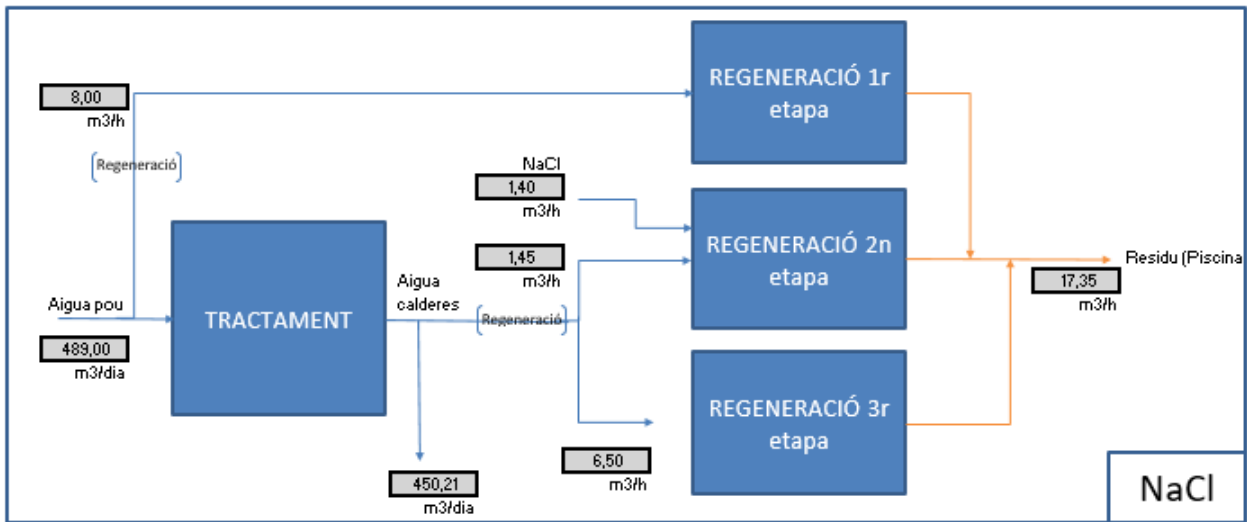 8,00
m3/h
[Regeneració]
REGENERACIÓ 1r
etapa
NaCl
1,40
m3/h
1,45
m3/h
REGENERACIÓ 2n
etapa
Residu (Piscina
17,35
m3/h
Aigua pou
489,00
m3/dia
TRACTAMENT
Aigua
calderes
[Regeneració]
450,21
m3/dia
6,50
m3/h
REGENERACIÓ 3r
etapa
NaCl